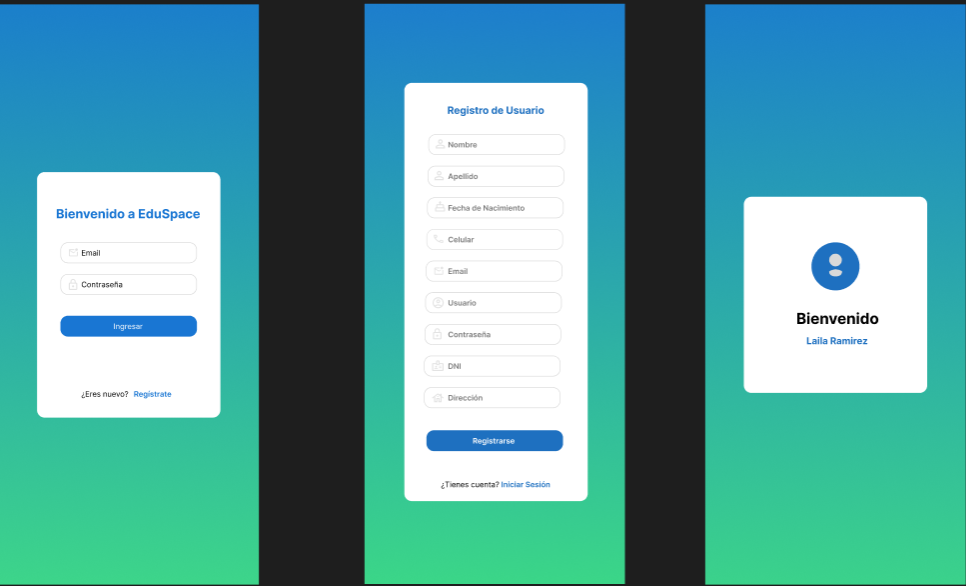 Bienvenido a EduSpace
Email
Contraseña
Ingresar
¿Eres nuevo? Regístrate
Registro de Usuario
Nombre
Apellido
Fecha de Nacimiento
Celular
Email
Usuario
Contraseña
DNI
Dirección
Registrarse
¿Tienes cuenta? Iniciar Sesión
Bienvenido
Laila Ramirez